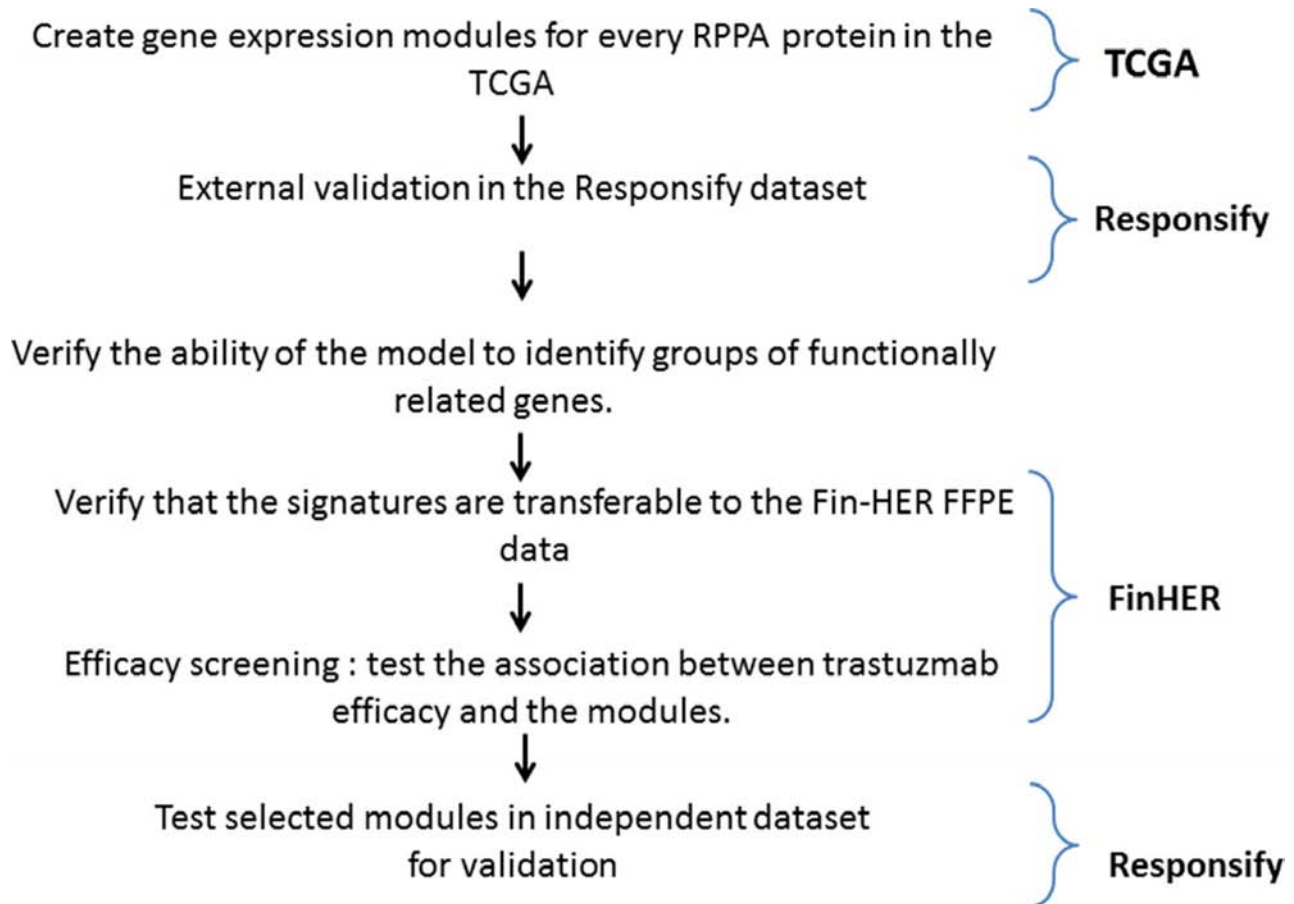 Create gene expression modules for every RPPA protein in the
TCGA
TCGA
External validation in the Responsify dataset
Responsify
Verify the ability of the model to identify groups of functionally
related genes.
Verify that the signatures are transferable to the Fin-HER FFPE
data
FinHER
Efficacy screening : test the association between trastuzmab
efficacy and the modules.
Test selected modules in independent dataset
for validation
Responsify